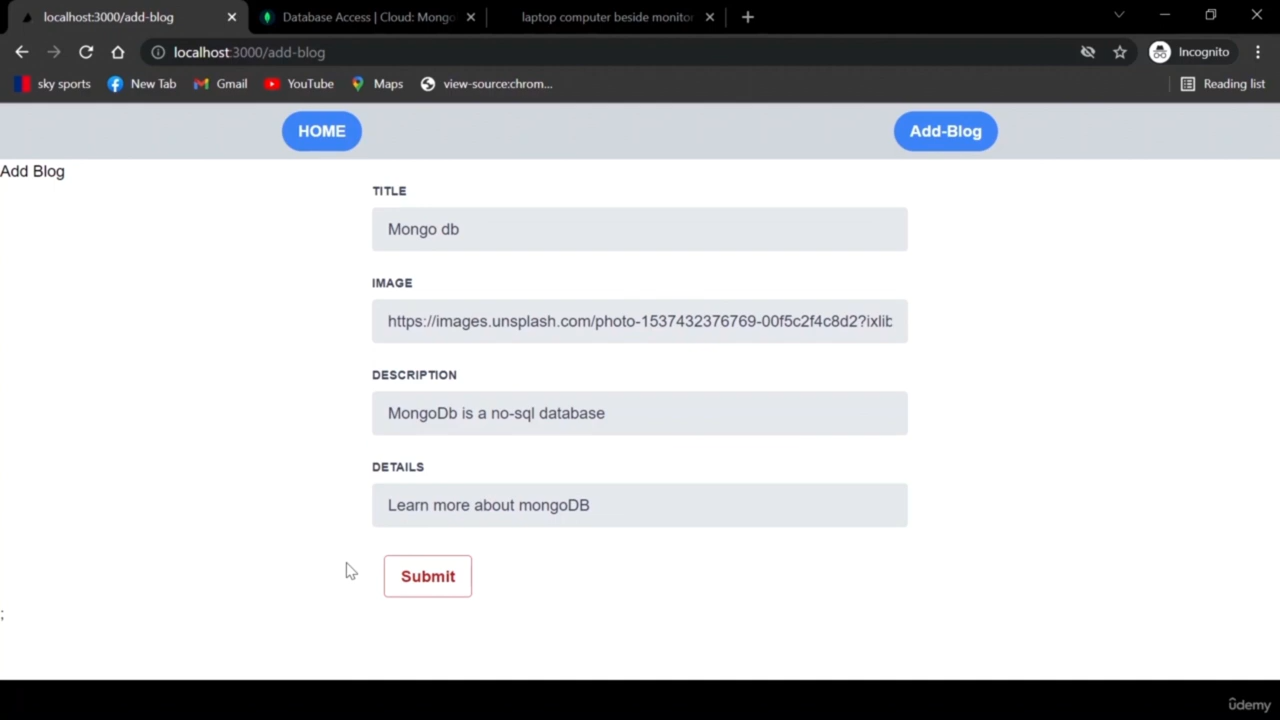 localhost:3000/add-blog
Database Access | Cloud: Mongo
laptop computer beside monitor
localhost:3000/add-blog
Incognito
sky sports
New Tab
Gmail
YouTube
Maps
view-source:chrom...
Reading list
HOME
Add-Blog
Add Blog
TITLE
Mongo db
IMAGE
https://images.unsplash.com/photo-1537432376769-00f5c2f4c8d2?ixlib
DESCRIPTION
MongoDb is a no-sql database
DETAILS
Learn more about mongoDB
Submit
;
ûdemy